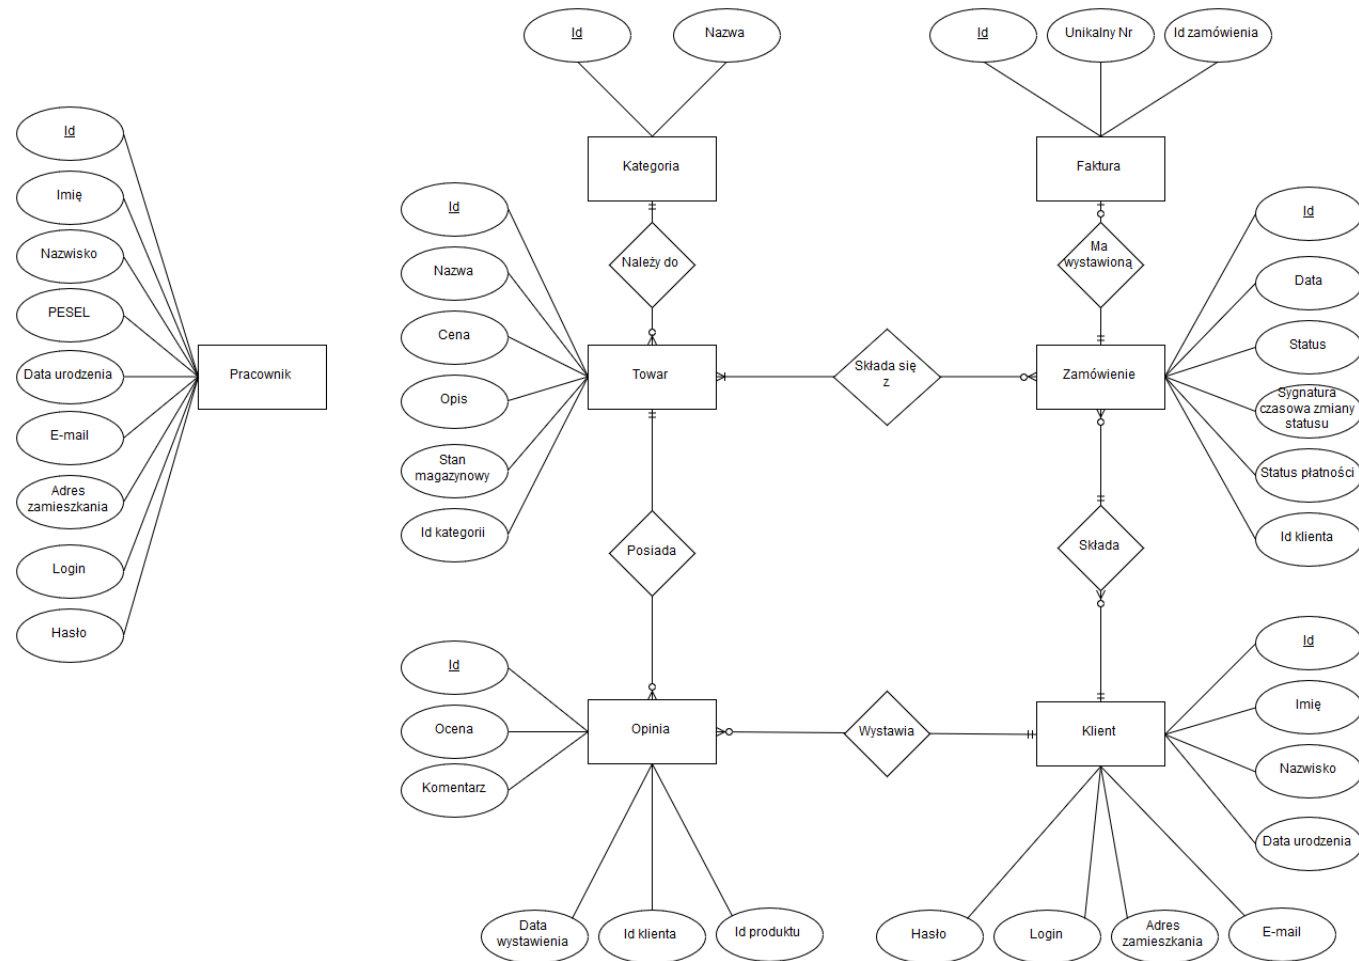 Id
Nazwa
Id
Unikalny Nr
Id zamówienia
Kategoria
Faktura
Id
Imię
Nazwisko
PESEL
Data urodzenia
E-mail
Adres
zamieszkania
Login
Hasło
Pracownik
Id
Nazwa
Cena
Opis
Stan
magazynowy
Id kategorii
Należy do
Towar
Składa się
z
Ma
wystawioną
Zamówienie
Id
Data
Status
Sygnatura
czasowa zmiany
statusu
Status płatności
Id klienta
Posiada
Składa
Id
Ocena
Komentarz
Opinia
Wystawia
Klient
Id
Imię
Nazwisko
Data urodzenia
Data
wystawienia
Id klienta
Id produktu
Hasło
Login
Adres
zamieszkania
E-mail